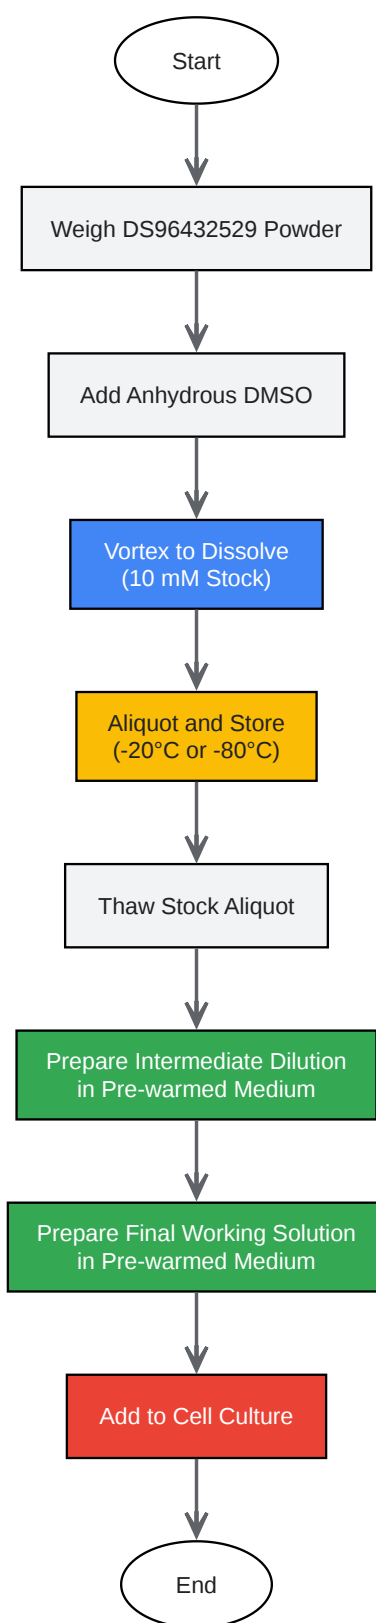 Start
Weigh DS96432529 Powder
Add Anhydrous DMSO
Vortex to Dissolve
(10 mM Stock)
Aliquot and Store
(-20°C or -80°C)
Thaw Stock Aliquot
Prepare Intermediate Dilution
in Pre-warmed Medium
Prepare Final Working Solution
in Pre-warmed Medium
Add to Cell Culture
End